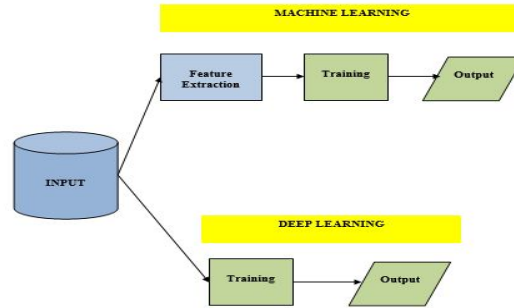 MACHINE LEARNING
Feature
Extraction
Training
Output
INPUT
DEEP LEARNING
Training
Output